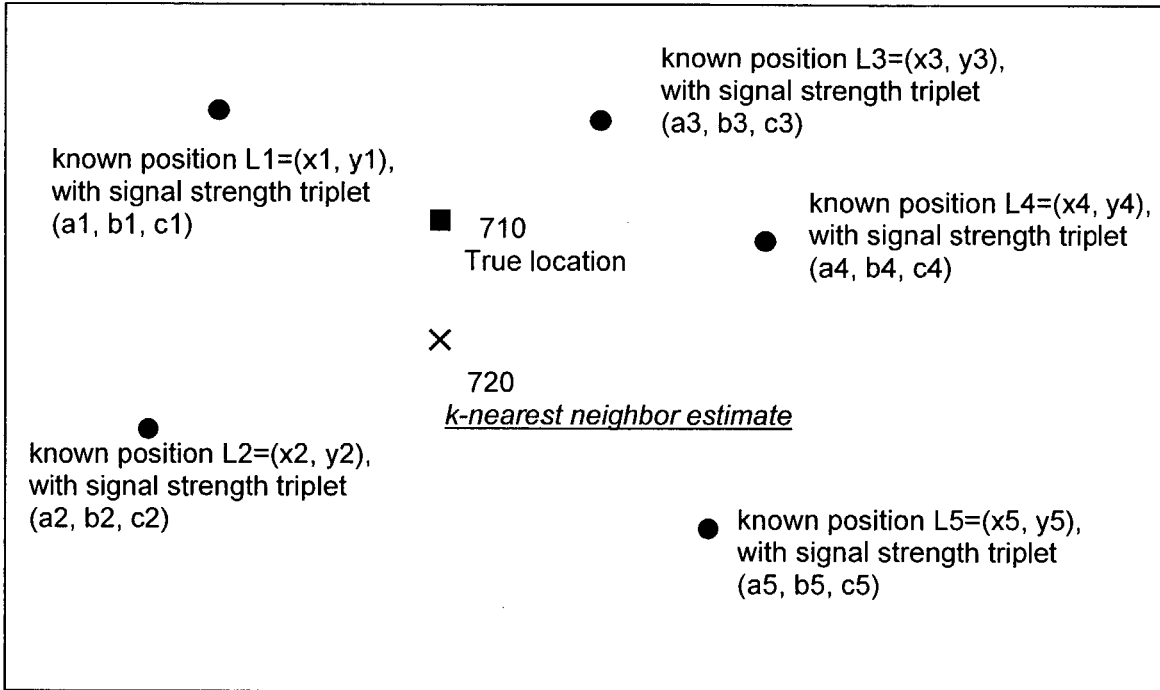 known position L3=(x3, y3),
with signal strength triplet
(a3, b3, c3)
known position L1=(x1, y1),
with signal strength triplet
(a1, b1, c1)
known position L4=(x4, y4),
with signal strength triplet
(a4, b4, c4)
710
True location
720
k-nearest neighbor estimate
known position L2=(x2, y2),
with signal strength triplet
(a2, b2, c2)
known position L5=(x5, y5),
with signal strength triplet
(a5, b5, c5)